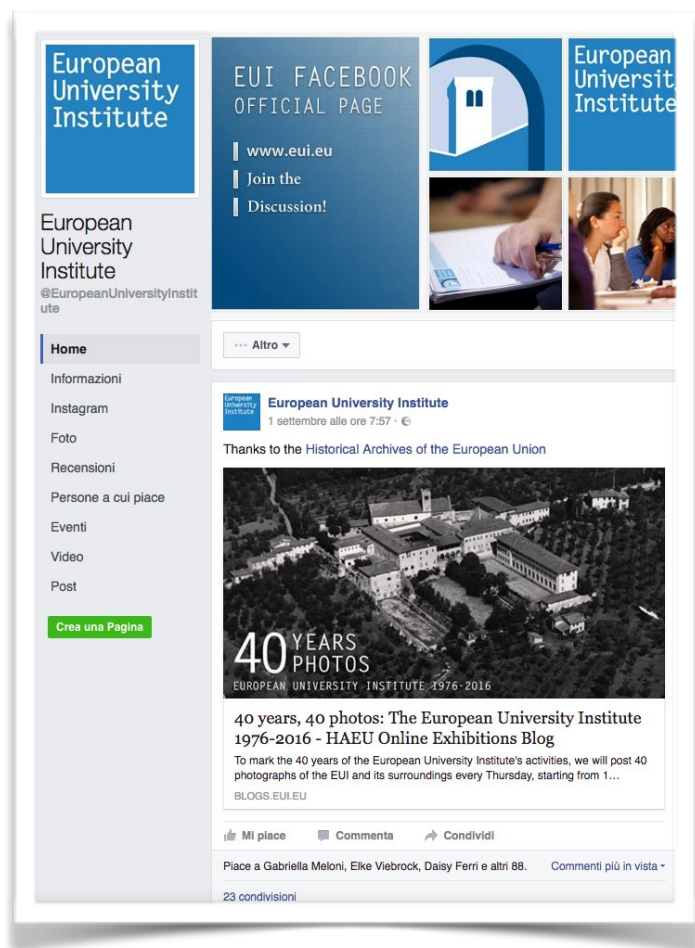 European
University
Institute
EUI FACEBOOK
OFFICIAL PAGE
www.eui.eu
Join the
Discussion!
European
Universit
Institute
European
University
Institute
@EuropeanUniversityInstit
ute
Home
Informazioni
Instagram
Foto
Recensioni
Persone a cui piace
Eventi
Video
Post
Crea una Pagina
··· Altro
European
University
Institute
European University Institute
1 settembre alle ore 7:57 ·
Thanks to the Historical Archives of the European Union
40 YEARS
PHOTOS
EUROPEAN UNIVERSITY INSTITUTE 1976-2016
40 years, 40 photos: The European University Institute
1976-2016 - HAEU Online Exhibitions Blog
To mark the 40 years of the European University Institute's activities, we will post 40
photographs of the EUI and its surroundings every Thursday, starting from 1…
BLOGS.EUI.EU
Mi piace Commenta Condividi
Piace a Gabriella Meloni, Elke Viebrock, Daisy Ferri e altri 88. Commenti più in vista
23 condivisioni